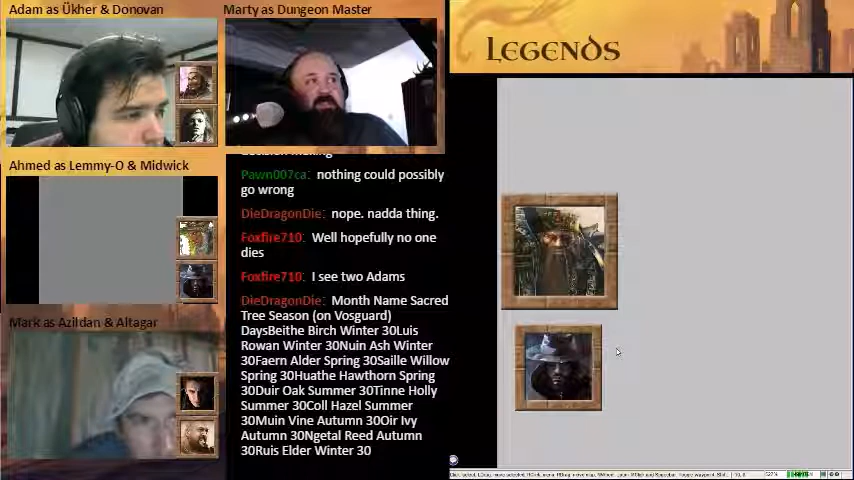 Adam as Ükher & Donovan
Marty as Dungeon Master
LEGENDS
Ahmed as Lemmy-O & Midwick
Pawn007ca: nothing could possibly
go wrong
DieDragonDie: nope. nadda thing.
Foxfire710: Well hopefully no one
dies
Foxfire710: I see two Adams
DieDragonDie: Month Name Sacred
Tree Season (on Vosguard)
DaysBeithe Birch Winter 30Luis
Rowan Winter 30Nuin Ash Winter
30Faern Alder Spring 30Saille Willow
Spring 30Huathe Hawthorn Spring
30Duir Oak Summer 30Tinne Holly
Summer 30Coll Hazel Summer
30Muin Vine Autumn 30Oir Ivy
Autumn 30Ngetal Reed Autumn
30Ruis Elder Winter 30
Mark as Azildan & Altagar